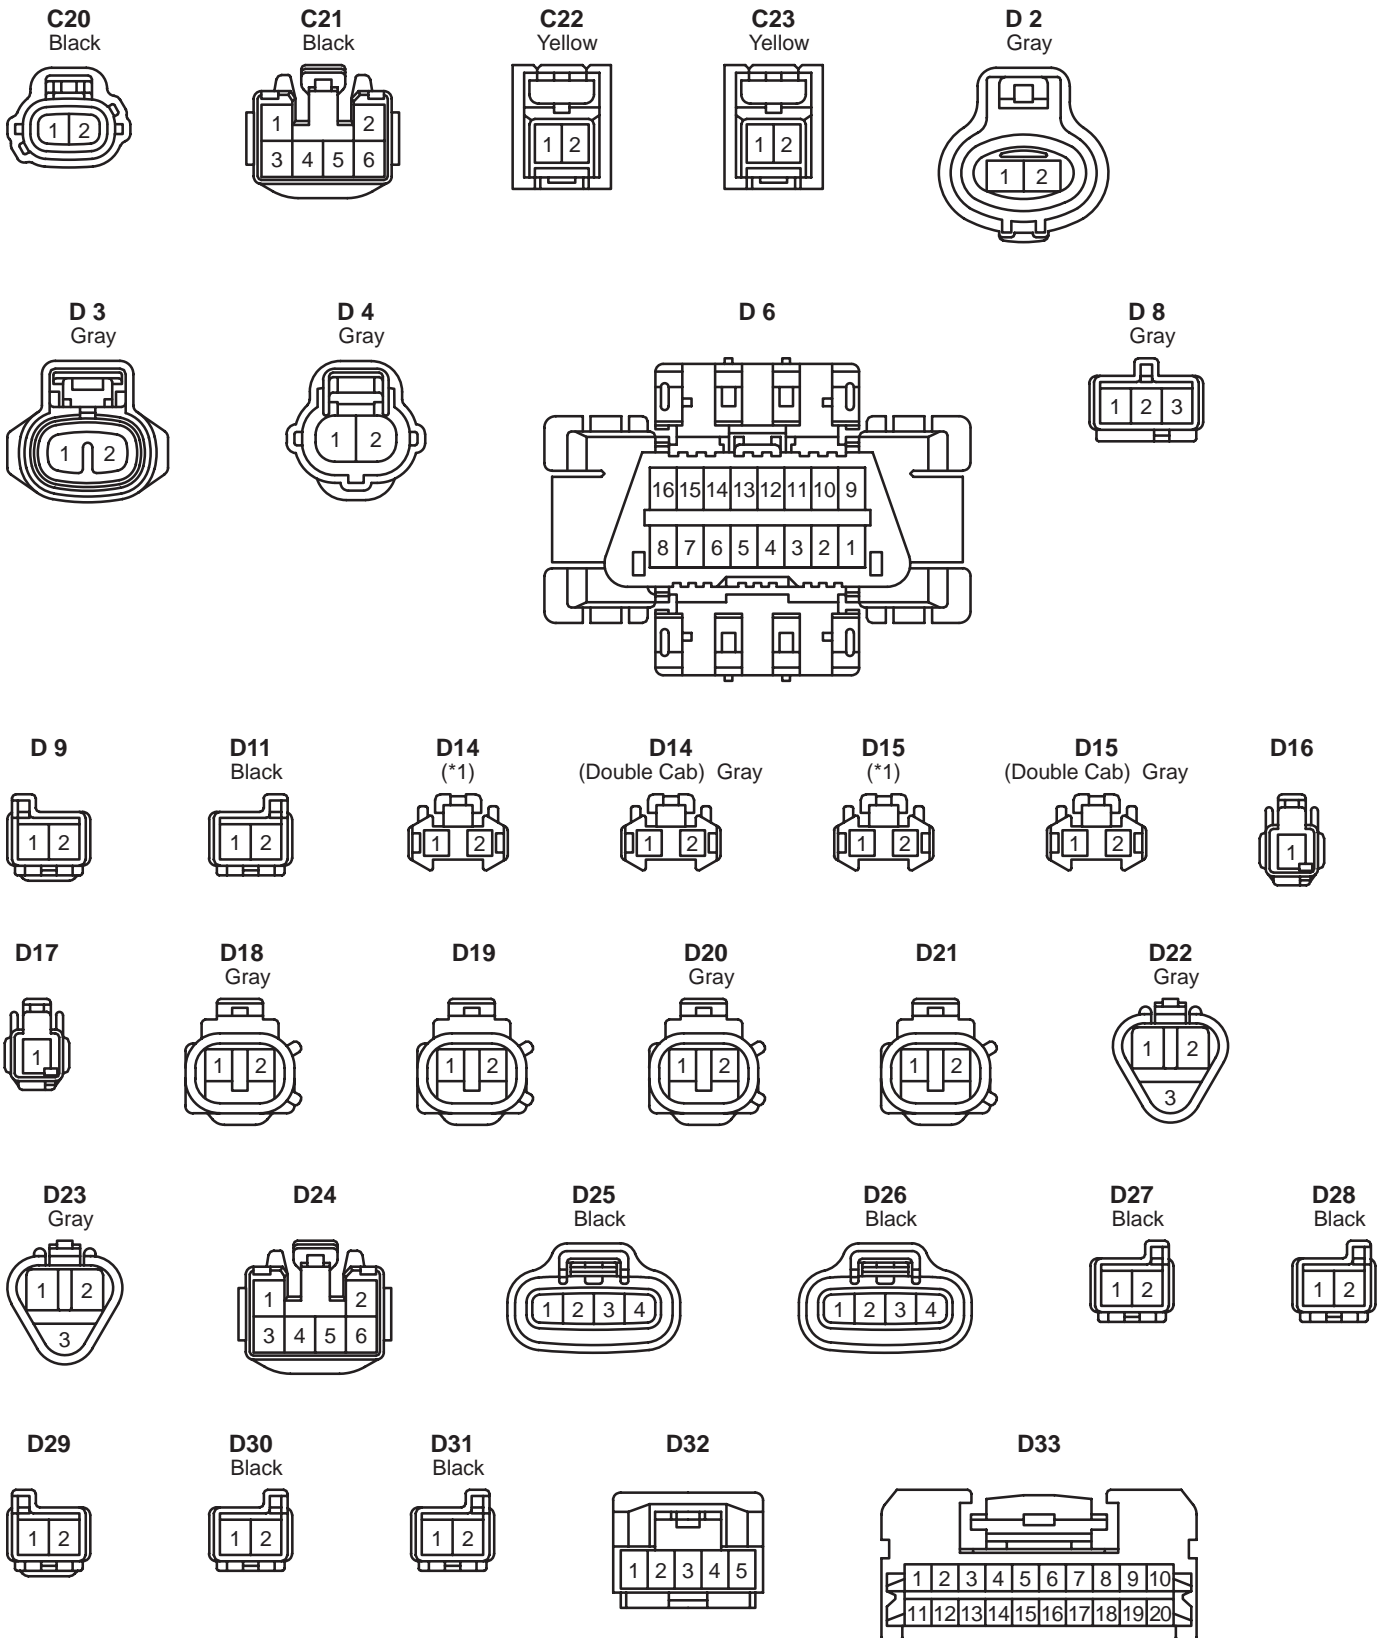 C20 C21 C22 C23 D 2
Black Black Yellow Yellow Gray
1 2
1 2
3 4 5 6
1 2
1 2
1 2
D 3 D 4 D 6 D 8
Gray Gray Gray
1 2
1 2
16 15 14 13 12 11 10 9
8 7 6 5 4 3 2 1
1 2 3
D 9 D11 D14 D14 D15 D15 D16
Black (*1) (Double Cab) Gray (*1) (Double Cab) Gray
1 2
1 2
1 2
1 2
1 2
1 2
1
D17 D18 D19 D20 D21 D22
Gray Gray Gray
1
1 2
1 2
1 2
1 2
1 2
3
D23 D24 D25 D26 D27 D28
Gray Black Black Black Black
1 2
3
1 2
3 4 5 6
1 2 3 4
1 2 3 4
1 2
1 2
D29 D30 D31 D32 D33
Black Black
1 2
1 2
1 2
1 2 3 4 5
1 2 3 4 5 6 7 8 9 10
11 12 13 14 15 16 17 18 19 20